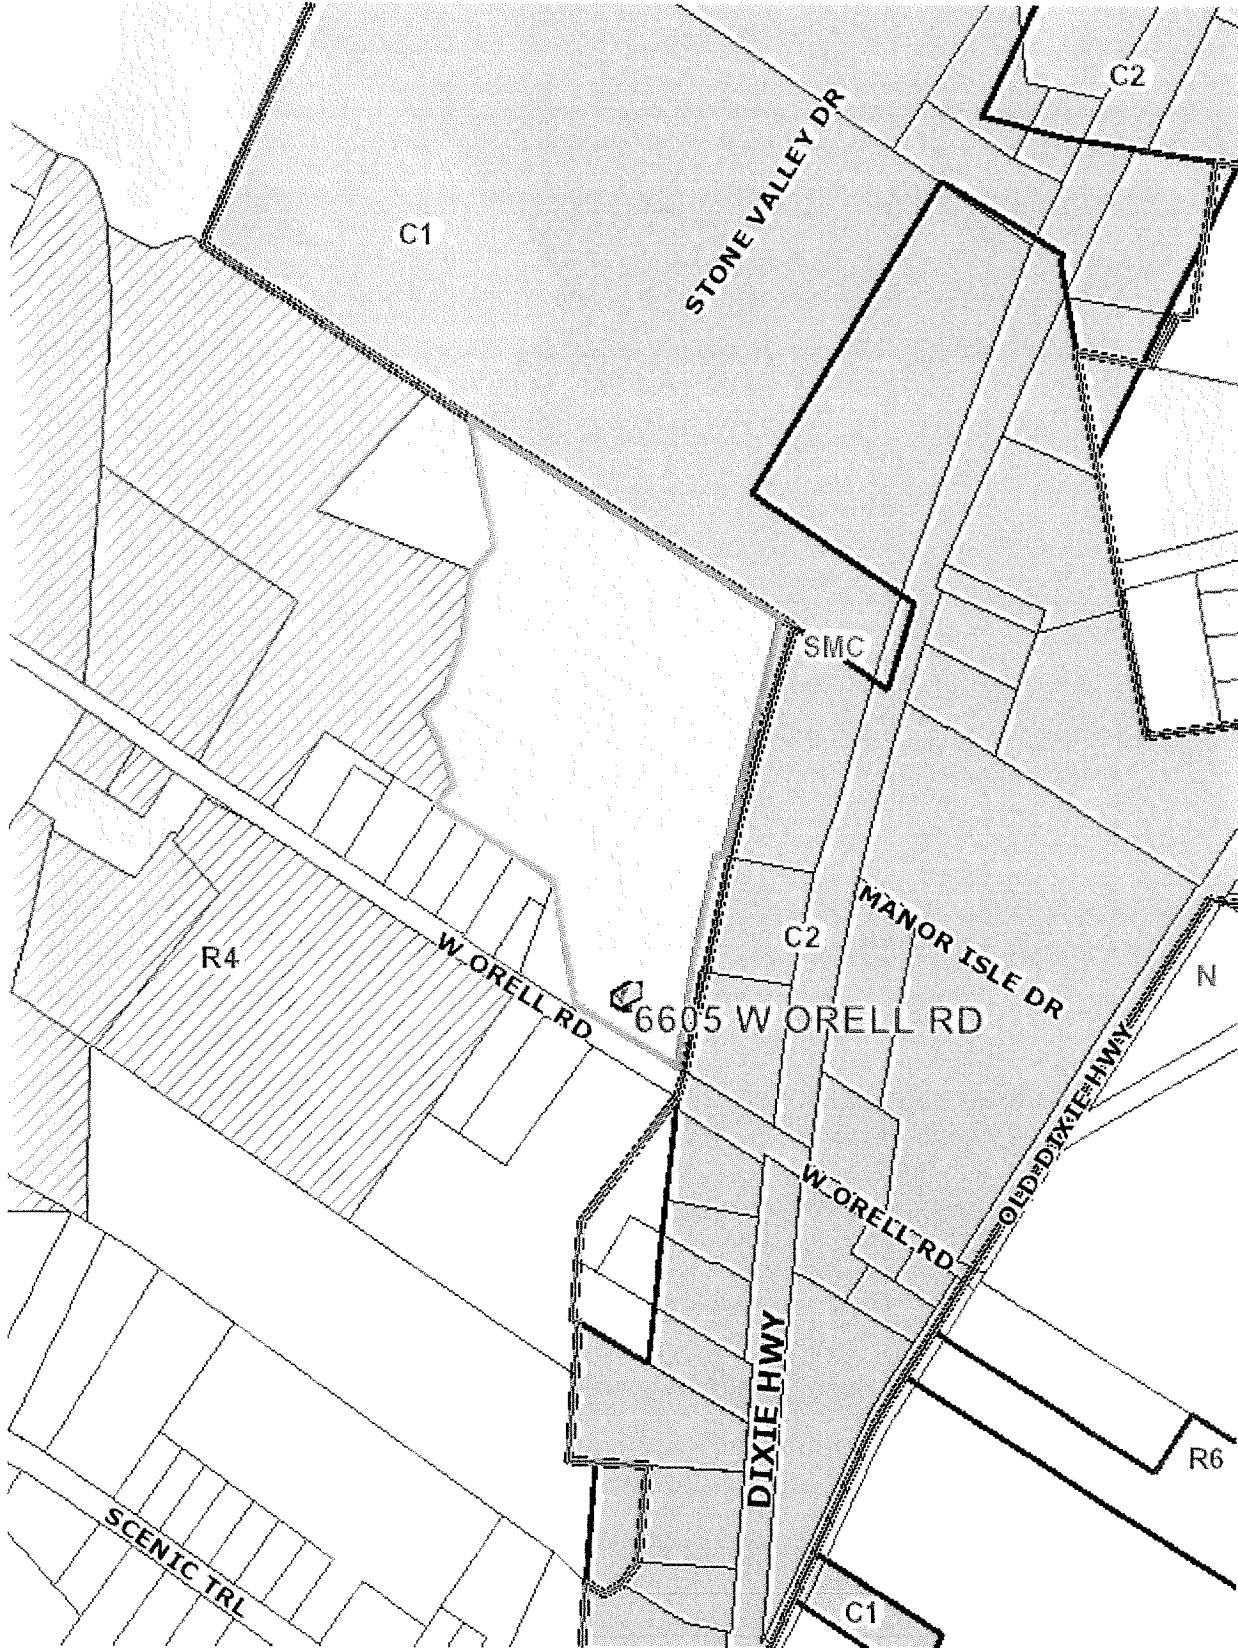 C2
STONE VALLEY DR
C1
SMC
MANOR ISLE DR
C2
W ORELL RD
R4
N
6605 W ORELL RD
OLD DIXIE HWY
W ORELL RD
DIXIE HWY
R6
SCENIC TRL
C1